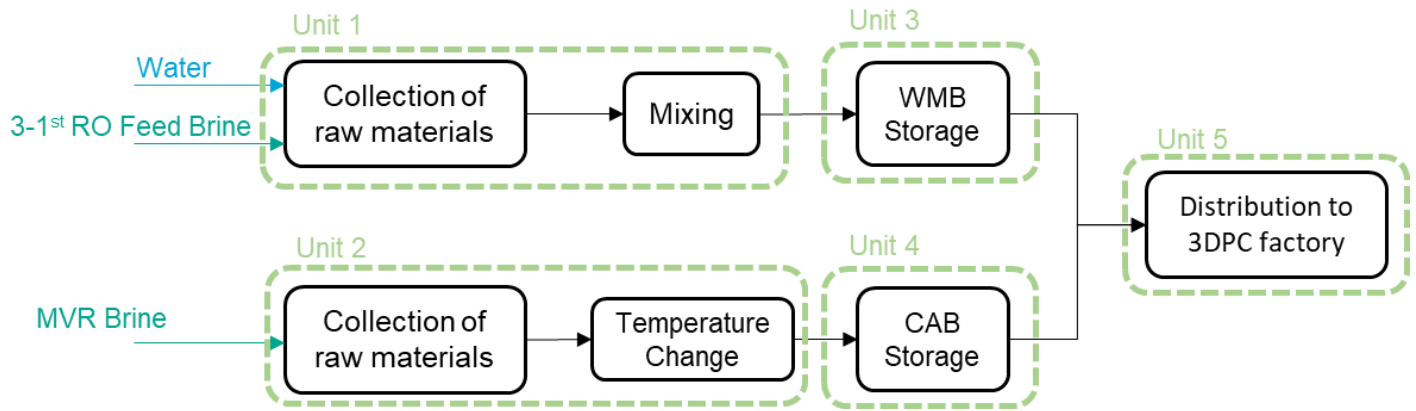 Unit 1
Water
3-1st RO Feed Brine
Collection of
raw materials
Mixing
Unit 3
WMB
Storage
Unit 5
Distribution to
3DPC factory
Unit 2
MVR Brine
Collection of
raw materials
Temperature
Change
Unit 4
CAB
Storage